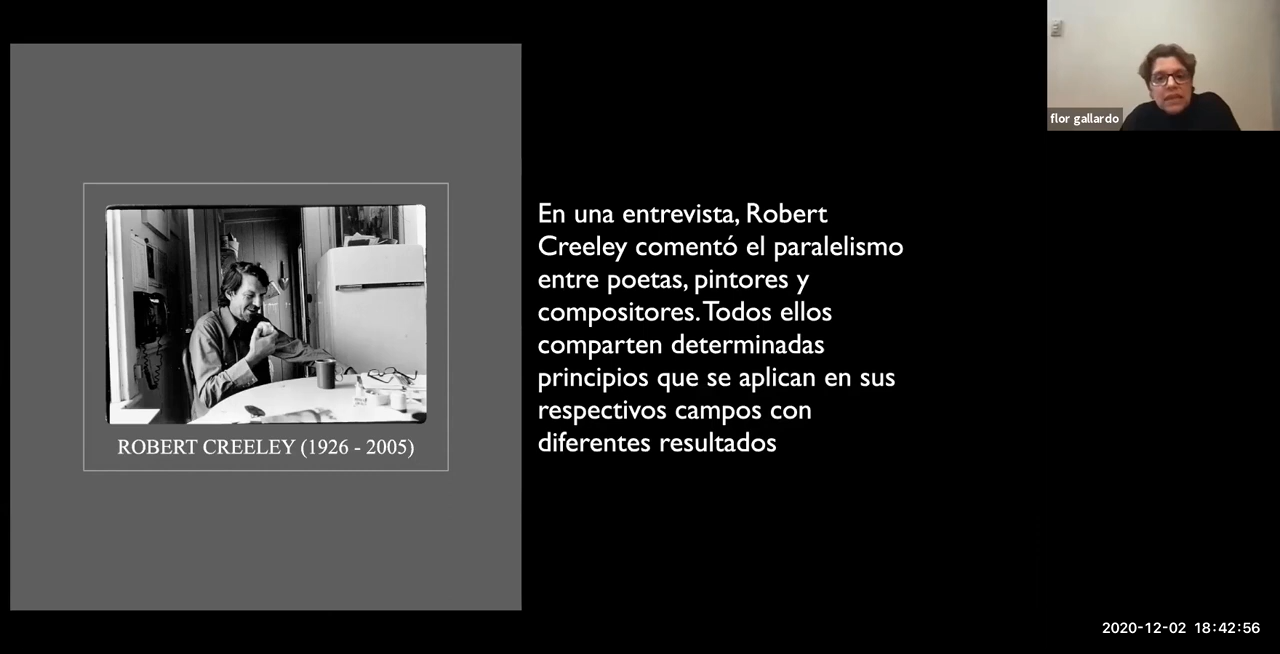 flor gallardo
En una entrevista, Robert
Creeley comentó el paralelismo
entre poetas, pintores y
compositores. Todos ellos
comparten determinadas
principios que se aplican en sus
respectivos campos con
diferentes resultados
ROBERT CREELEY (1926 - 2005)
2020-12-02 18:42:56